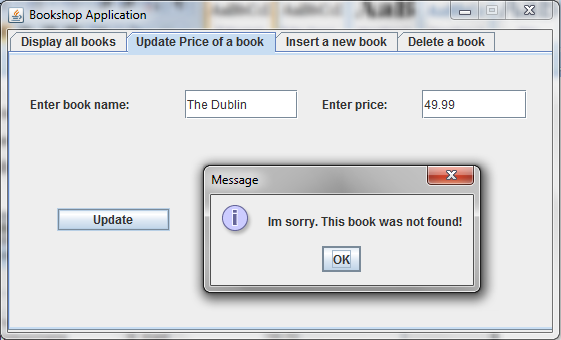 Bookshop Application
Display all books Update Price of a book Insert a new book Delete a book
Enter book name: The Dublin Enter price: 49.99
Message
Im sorry. This book was not found!
Update
OK